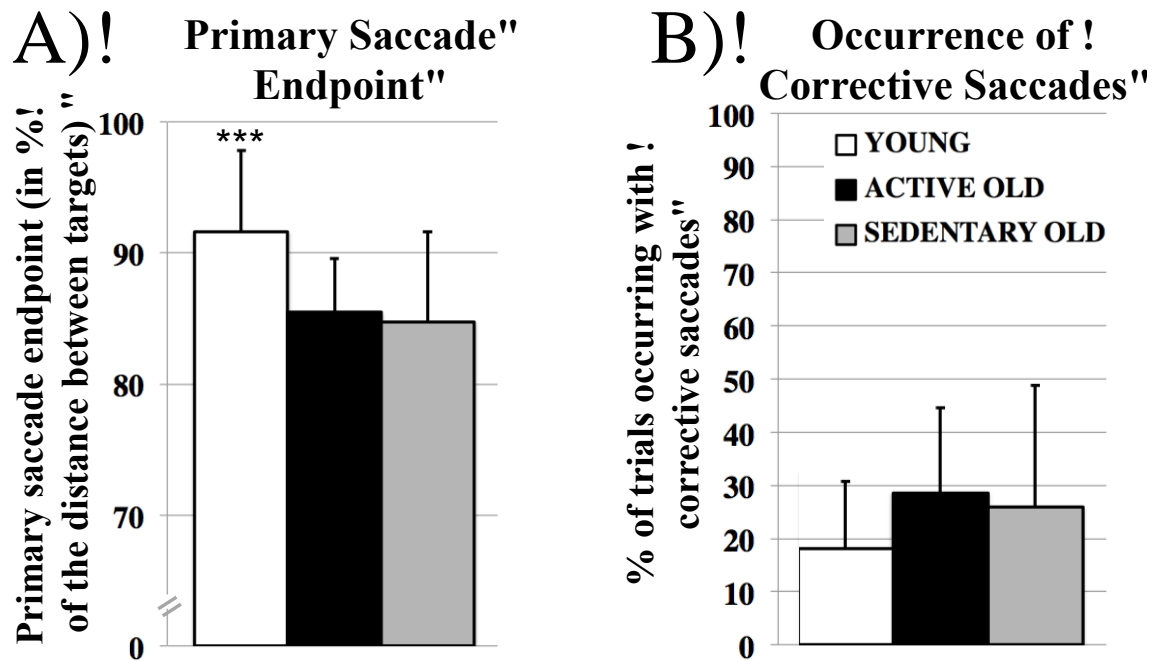 A)!
Primary Saccade"
Endpoint"
Primary saccade endpoint (in %!
of the distance between targets) "
100
90
80
70
0
***
B)!
Occurrence of !
Corrective Saccades"
% of trials occurring with !
corrective saccades"
100
90
80
70
60
50
40
30
20
10
0
YOUNG
ACTIVE OLD
SEDENTARY OLD